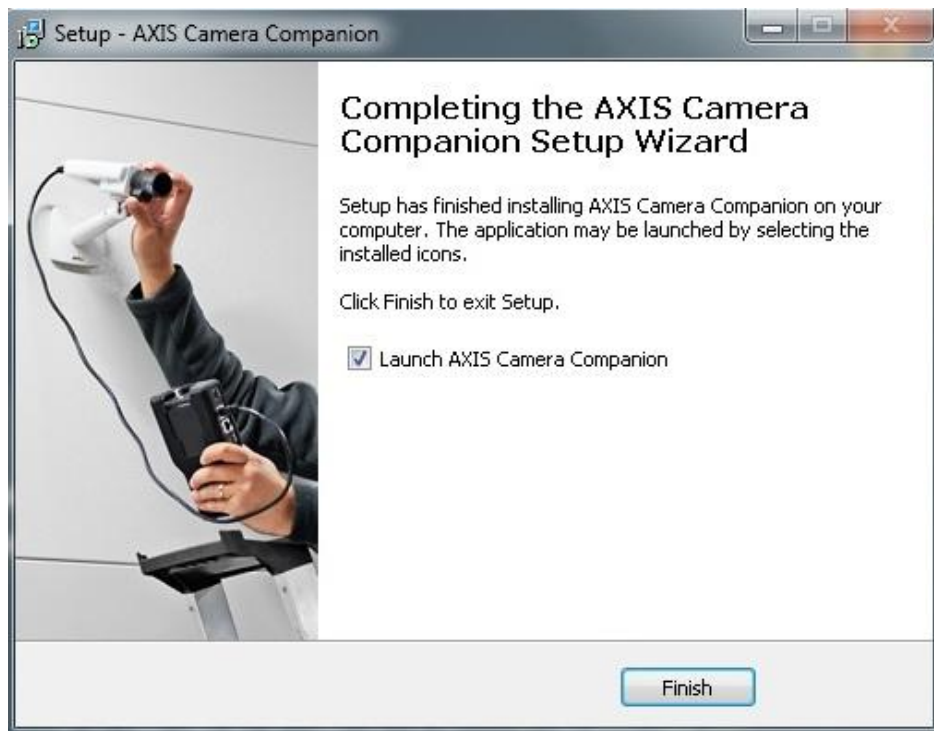 Setup - AXIS Camera Companion
Completing the AXIS Camera
Companion Setup Wizard
Setup has finished installing AXIS Camera Companion on your
computer. The application may be launched by selecting the
installed icons.
Click Finish to exit Setup.
Launch AXIS Camera Companion
Finish